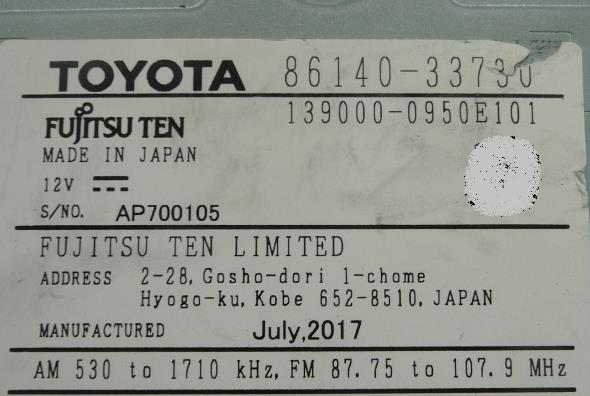 TOYOTA 86140-33730
139000-0950E101
FUJITSU TEN
MADE IN JAPAN
12V
S/NO. AP700105
FUJITSU TEN LIMITED
ADDRESS 2-28, Gosho-dori 1-chome
Hyogo-ku, Kobe 652-8510, JAPAN
MANUFACTURED July,2017
AM 530 to 1710 kHz, FM 87.75 to 107.9 MHz